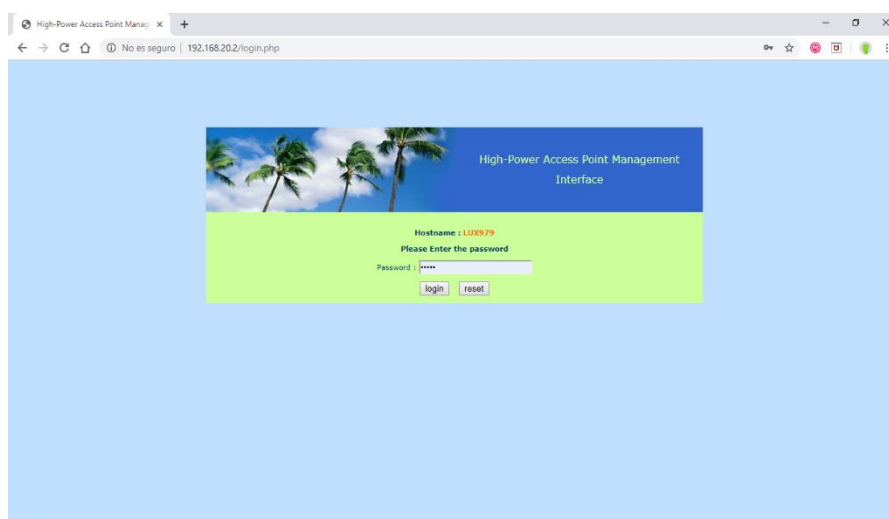 High-Power Access Point Manag
No es seguro | 192.168.20.2/login.php
High-Power Access Point Management
Interface
Hostname : LUX979
Please Enter the password
Password : •••••
login reset